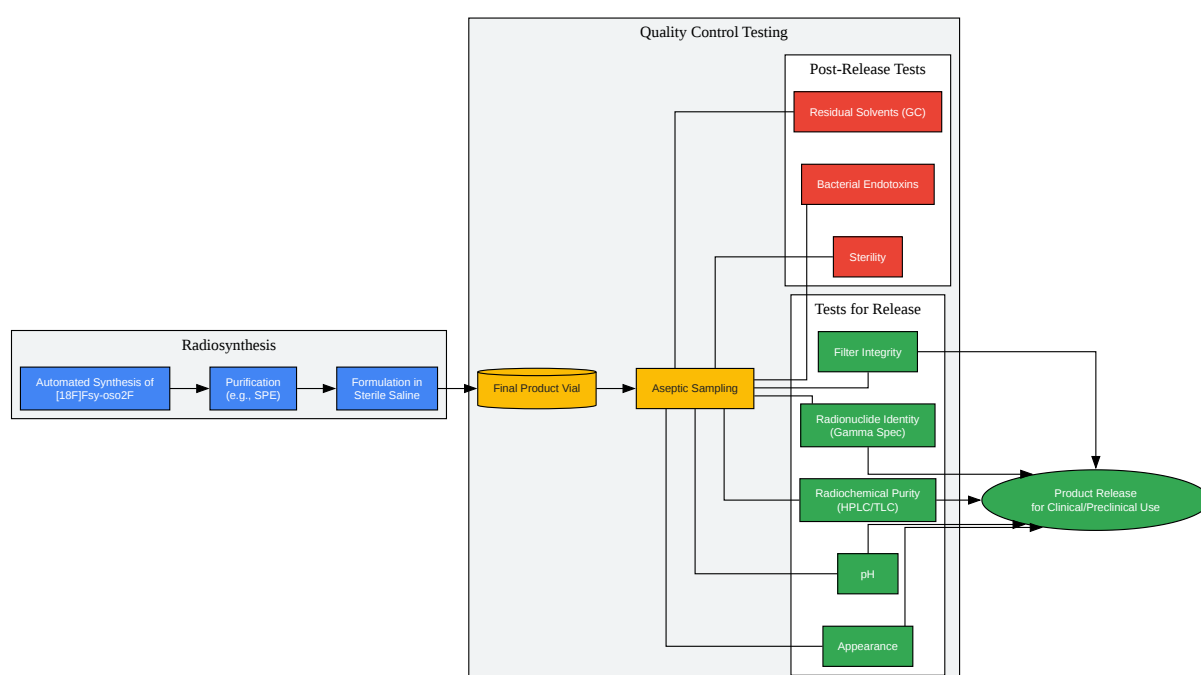 Quality Control Testing
Post-Release Tests
Residual Solvents (GC)
Bacterial Endotoxins
Sterility
Tests for Release
Filter Integrity
Radiosynthesis
Automated Synthesis of
[18F]Fsy-oso2F
Purification
(e.g., SPE)
Formulation in
Sterile Saline
Final Product Vial
Aseptic Sampling
Radionuclide Identity
(Gamma Spec)
Radiochemical Purity
(HPLC/TLC)
Product Release
for Clinical/Preclinical Use
pH
Appearance